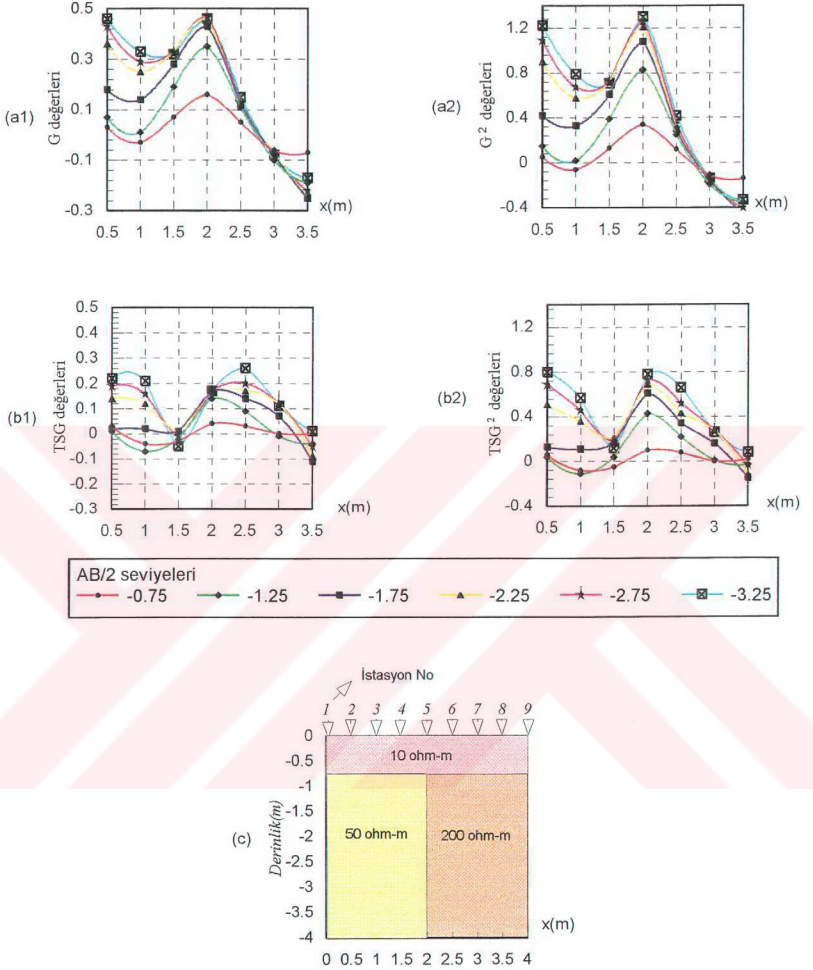 (a1)
G değerleri
0.5
0.3
0.1
-0.1
-0.3
x(m)
0.5 1 1.5 2 2.5 3 3.5
(a2)
G² değerleri
1.2
0.8
0.4
0
-0.4
x(m)
0.5 1 1.5 2 2.5 3 3.5
(b1)
TSG değerleri
0.5
0.4
0.3
0.2
0.1
0
-0.1
-0.2
-0.3
x(m)
0.5 1 1.5 2 2.5 3 3.5
(b2)
TSG² değerleri
1.2
0.8
0.4
0
-0.4
x(m)
0.5 1 1.5 2 2.5 3 3.5
AB/2 seviyeleri
-0.75 -1.25 -1.75 -2.25 -2.75 -3.25
İstasyon No
1 2 3 4 5 6 7 8 9
(c)
Derinlik(m)
0
-0.5
-1
-1.5
-2
-2.5
-3
-3.5
-4
10 ohm-m
50 ohm-m 200 ohm-m
x(m)
0 0.5 1 1.5 2 2.5 3 3.5 4